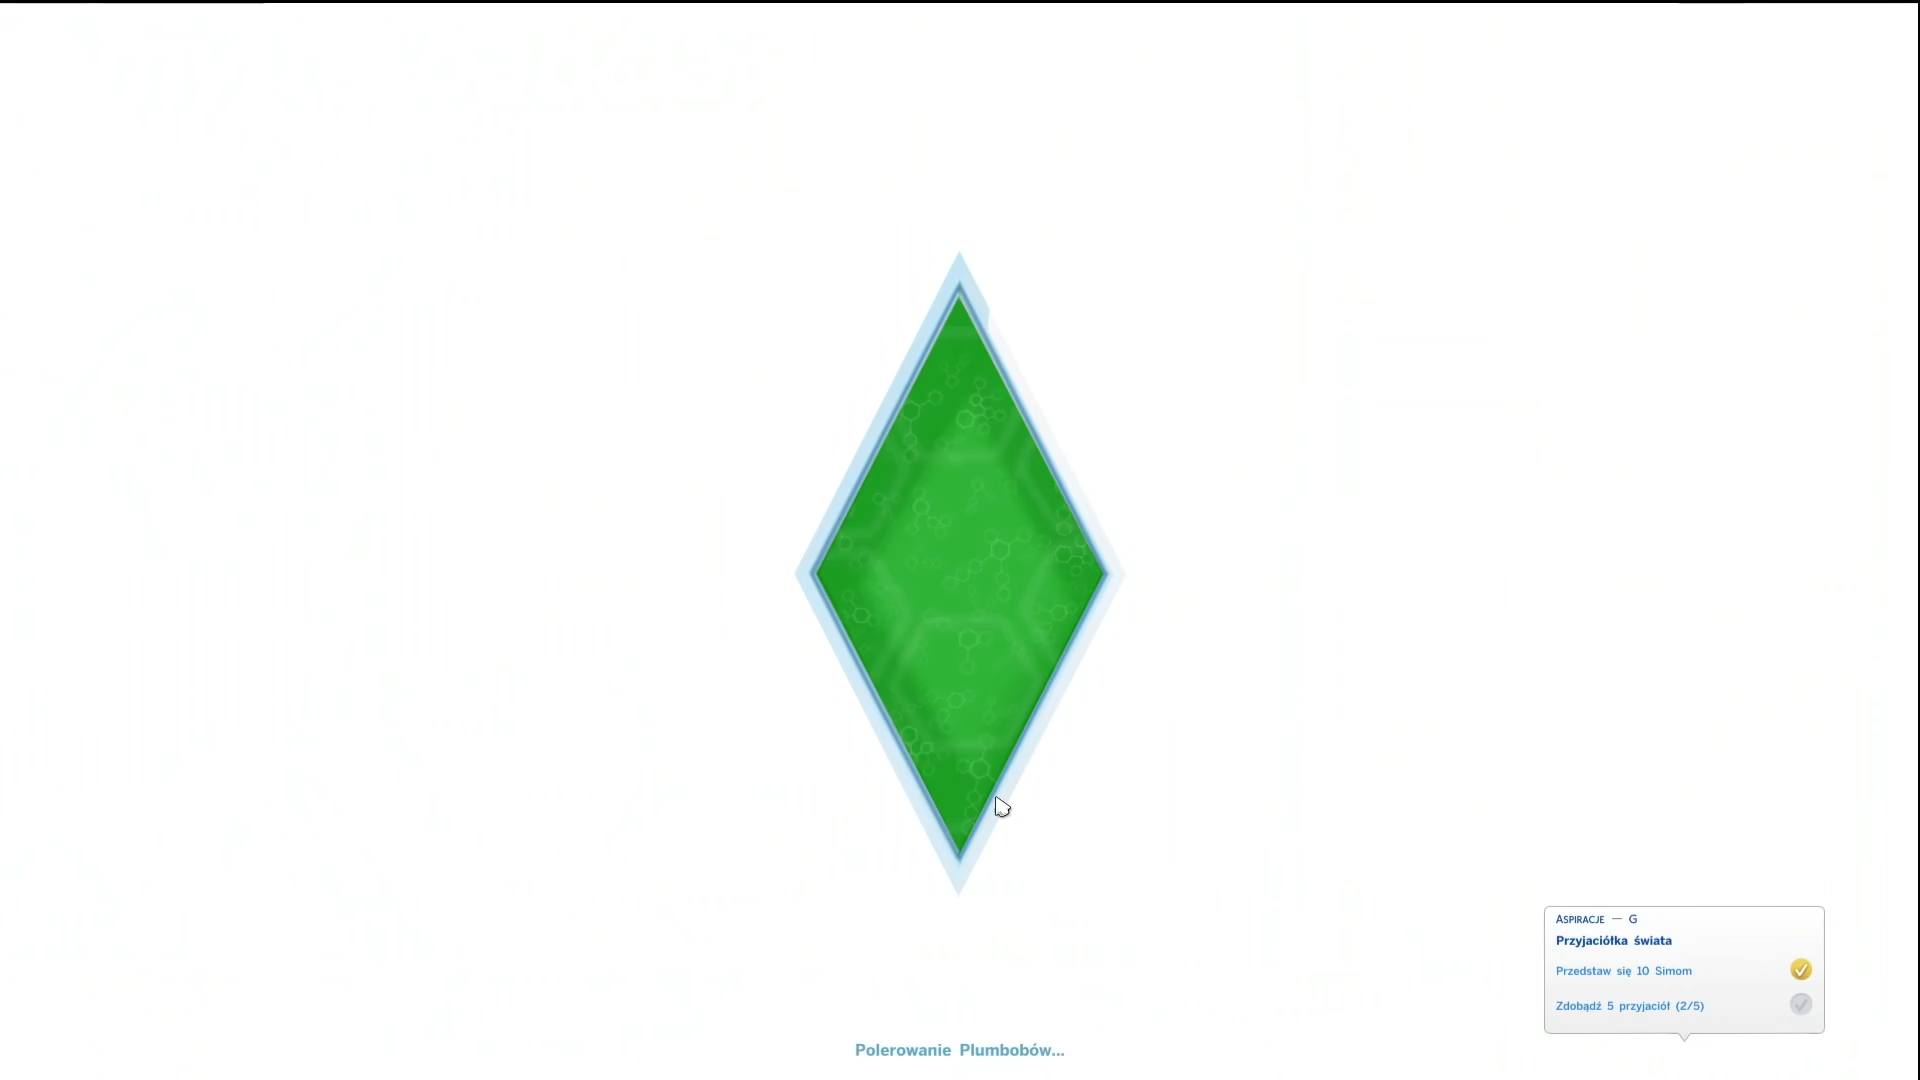 ASPIRACJE — G
Przyjaciółka świata
Przedstaw się 10 Simom
Zdobądź 5 przyjaciół (2/5)
Polerowanie Plumbobów...